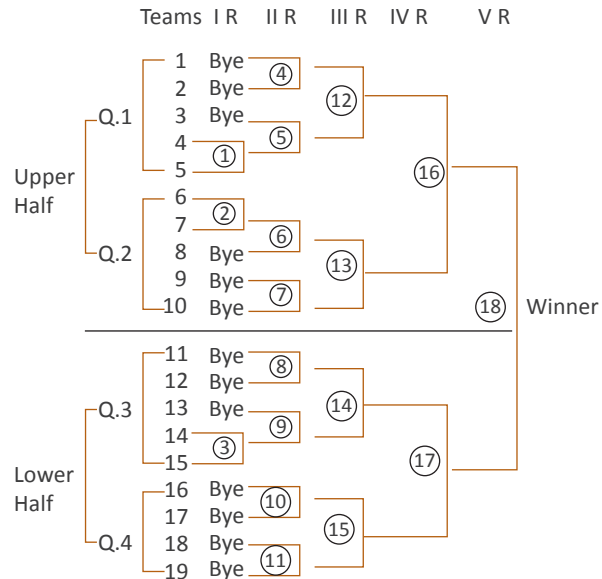 Teams I R II R III R IV R V R
1 Bye
④
2 Bye
⑫
3 Bye
Q.1
⑤
4
①
5
Upper
Half
⑯
6
②
7
⑥
Q.2
8 Bye
⑬
9 Bye
⑦
10 Bye
⑱ Winner
11 Bye
⑧
12 Bye
⑭
13 Bye
Q.3
⑨
14
③
15
⑰
Lower
Half
16 Bye
⑩
17 Bye
⑮
Q.4
18 Bye
⑪
19 Bye